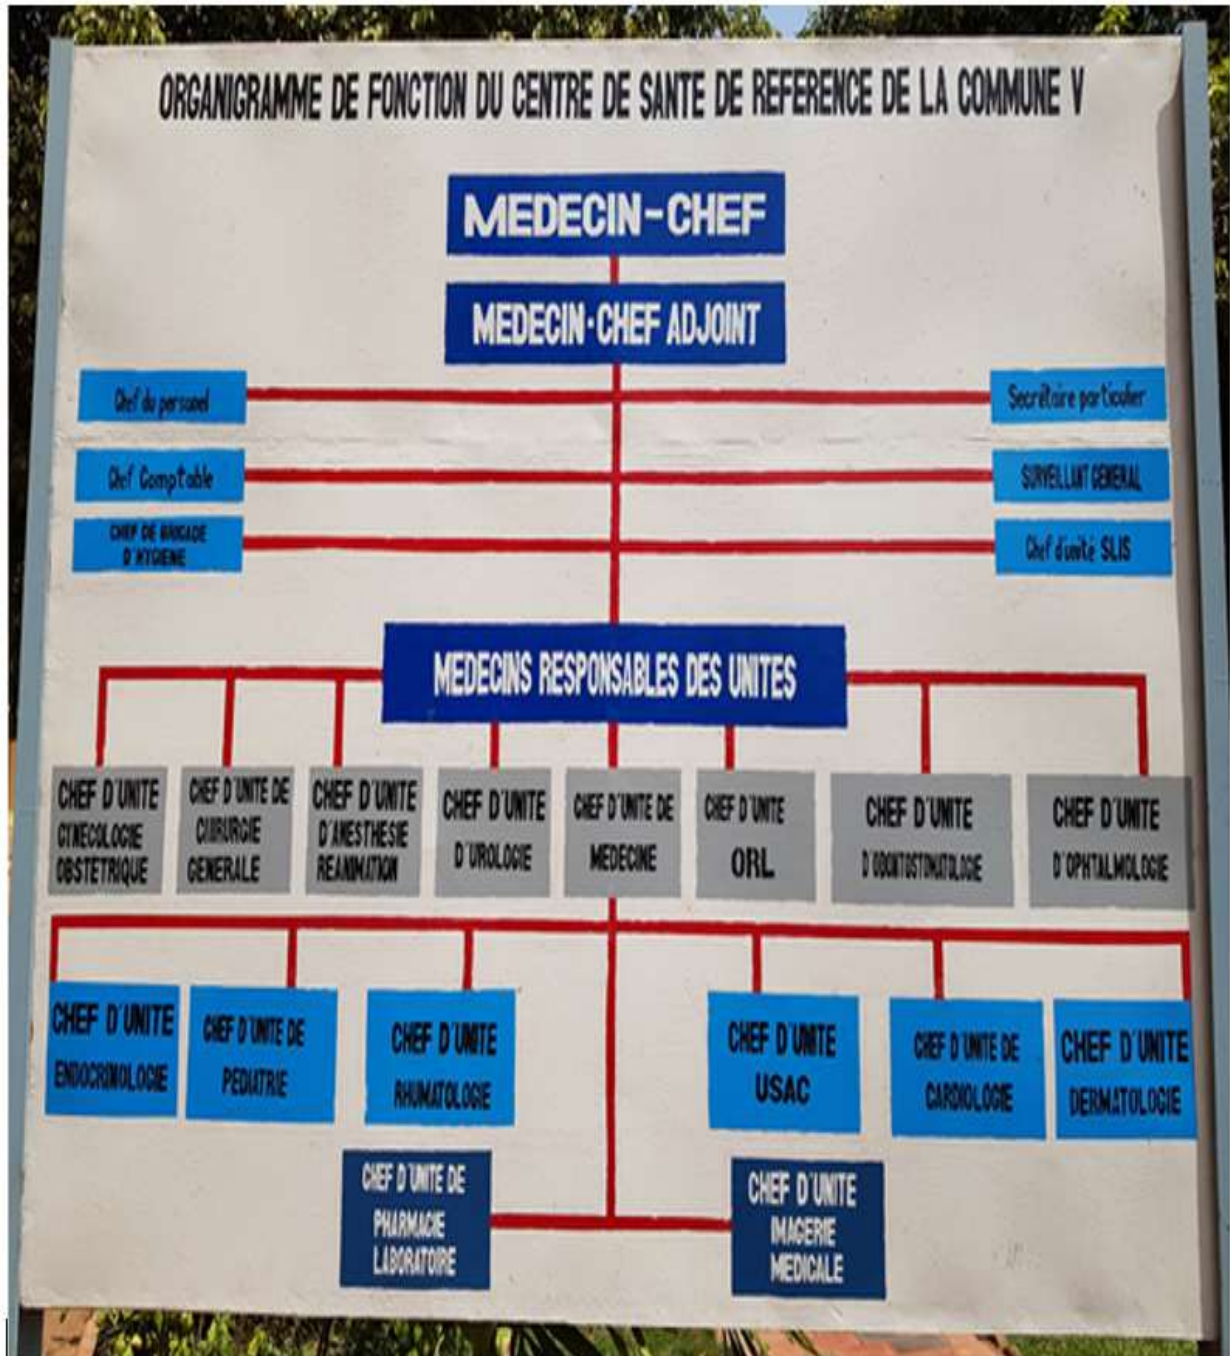 ORGANIGRAMME DE FONCTION DU CENTRE DE SANTE DE REFERENCE DE LA COMMUNE V
MEDECIN-CHEF
MEDECIN-CHEF ADJOINT
Chef du personel
Secrétaire particulier
Chef Comptable
SURVEILLANT GENERAL
CHEF DE BRIGADE
D'HYGIENE
Chef d'unité SLIS
MEDECINS RESPONSABLES DES UNITES
CHEF D'UNITE
GYNECOLOGIE
OBSTETRIQUE
CHEF D'UNITE DE
CHIRURGIE
GENERALE
CHEF D'UNITE
D'ANESTHESIE
REANIMATION
CHEF D'UNITE
D'UROLOGIE
CHEF D'UNITE DE
MEDECINE
CHEF D'UNITE
ORL
CHEF D'UNITE
D'ODONTOSTOMATOLOGIE
CHEF D'UNITE
D'OPHTALMOLOGIE
CHEF D'UNITE
ENDOCRINOLOGIE
CHEF D'UNITE DE
PEDIATRIE
CHEF D'UNITE
RHUMATOLOGIE
CHEF D'UNITE
USAC
CHEF D'UNITE DE
CARDIOLOGIE
CHEF D'UNITE
DERMATOLOGIE
CHEF D'UNITE DE
PHARMACIE
LABORATOIRE
CHEF D'UNITE
IMAGERIE
MEDICALE